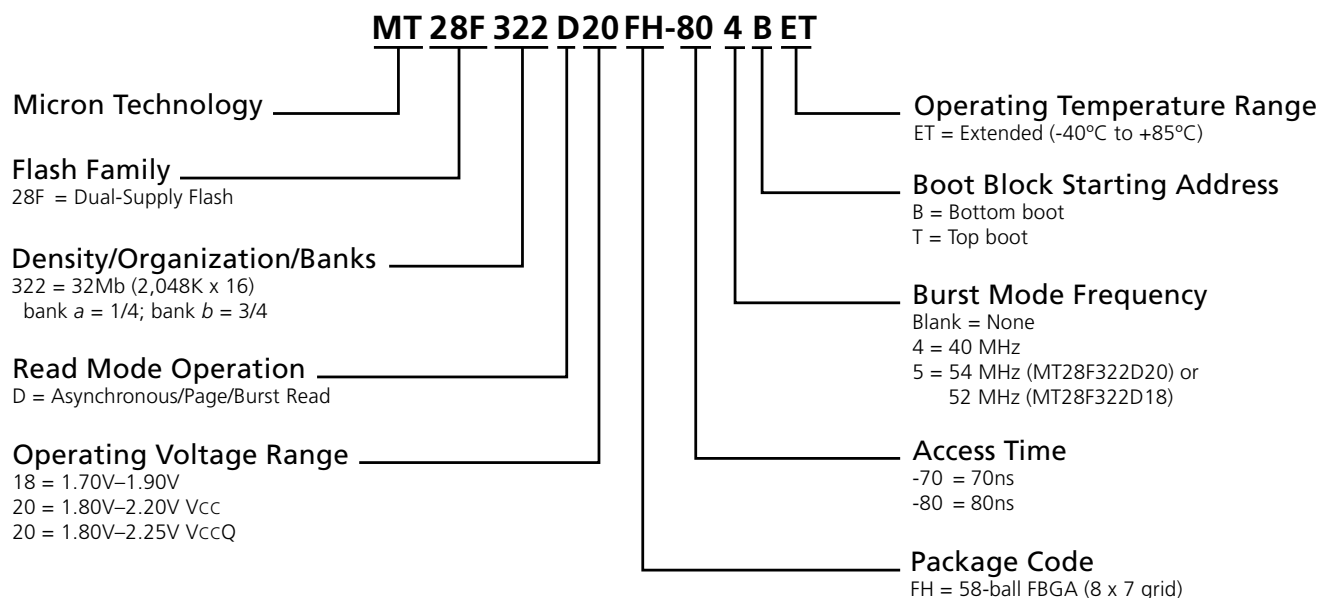 MT 28F 322 D20 FH-80 4 B ET
Micron Technology
Flash Family
28F = Dual-Supply Flash
Density/Organization/Banks
322 = 32Mb (2,048K x 16)
bank a = 1/4; bank b = 3/4
Read Mode Operation
D = Asynchronous/Page/Burst Read
Operating Voltage Range
18 = 1.70V–1.90V
20 = 1.80V–2.20V VCC
20 = 1.80V–2.25V VCCQ
Operating Temperature Range
ET = Extended (-40ºC to +85ºC)
Boot Block Starting Address
B = Bottom boot
T = Top boot
Burst Mode Frequency
Blank = None
4 = 40 MHz
5 = 54 MHz (MT28F322D20) or
52 MHz (MT28F322D18)
Access Time
-70 = 70ns
-80 = 80ns
Package Code
FH = 58-ball FBGA (8 x 7 grid)